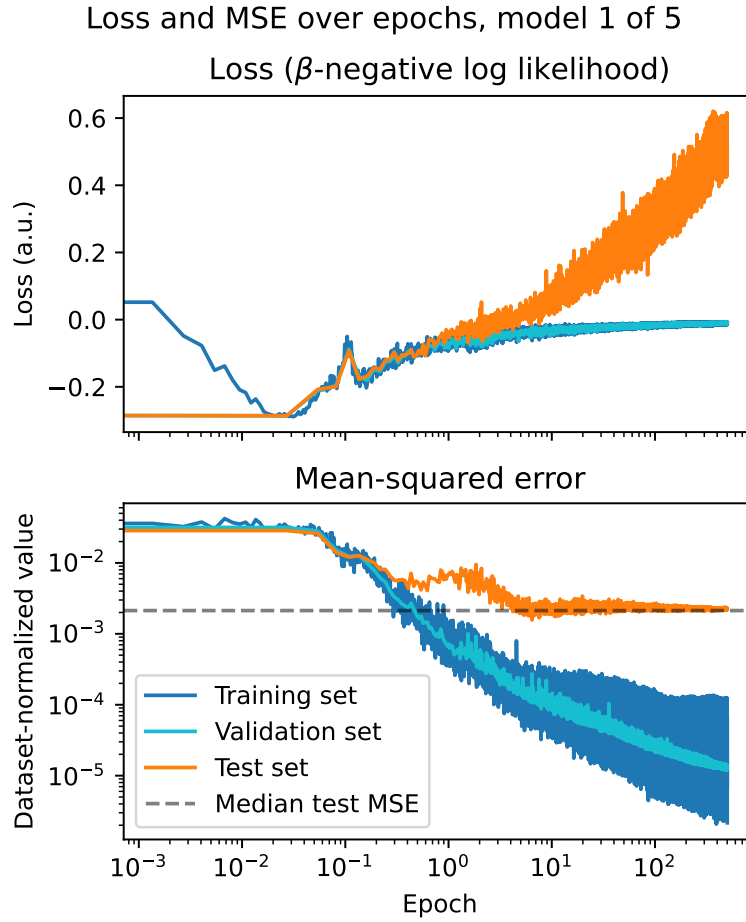 Loss and MSE over epochs, model 1 of 5
Loss (β-negative log likelihood)
Loss (a.u.)
0.6
0.4
0.2
0.0
−0.2
Mean-squared error
Dataset-normalized value
10⁻²
10⁻³
10⁻⁴
10⁻⁵
Training set
Validation set
Test set
Median test MSE
10⁻³ 10⁻² 10⁻¹ 10⁰ 10¹ 10²
Epoch